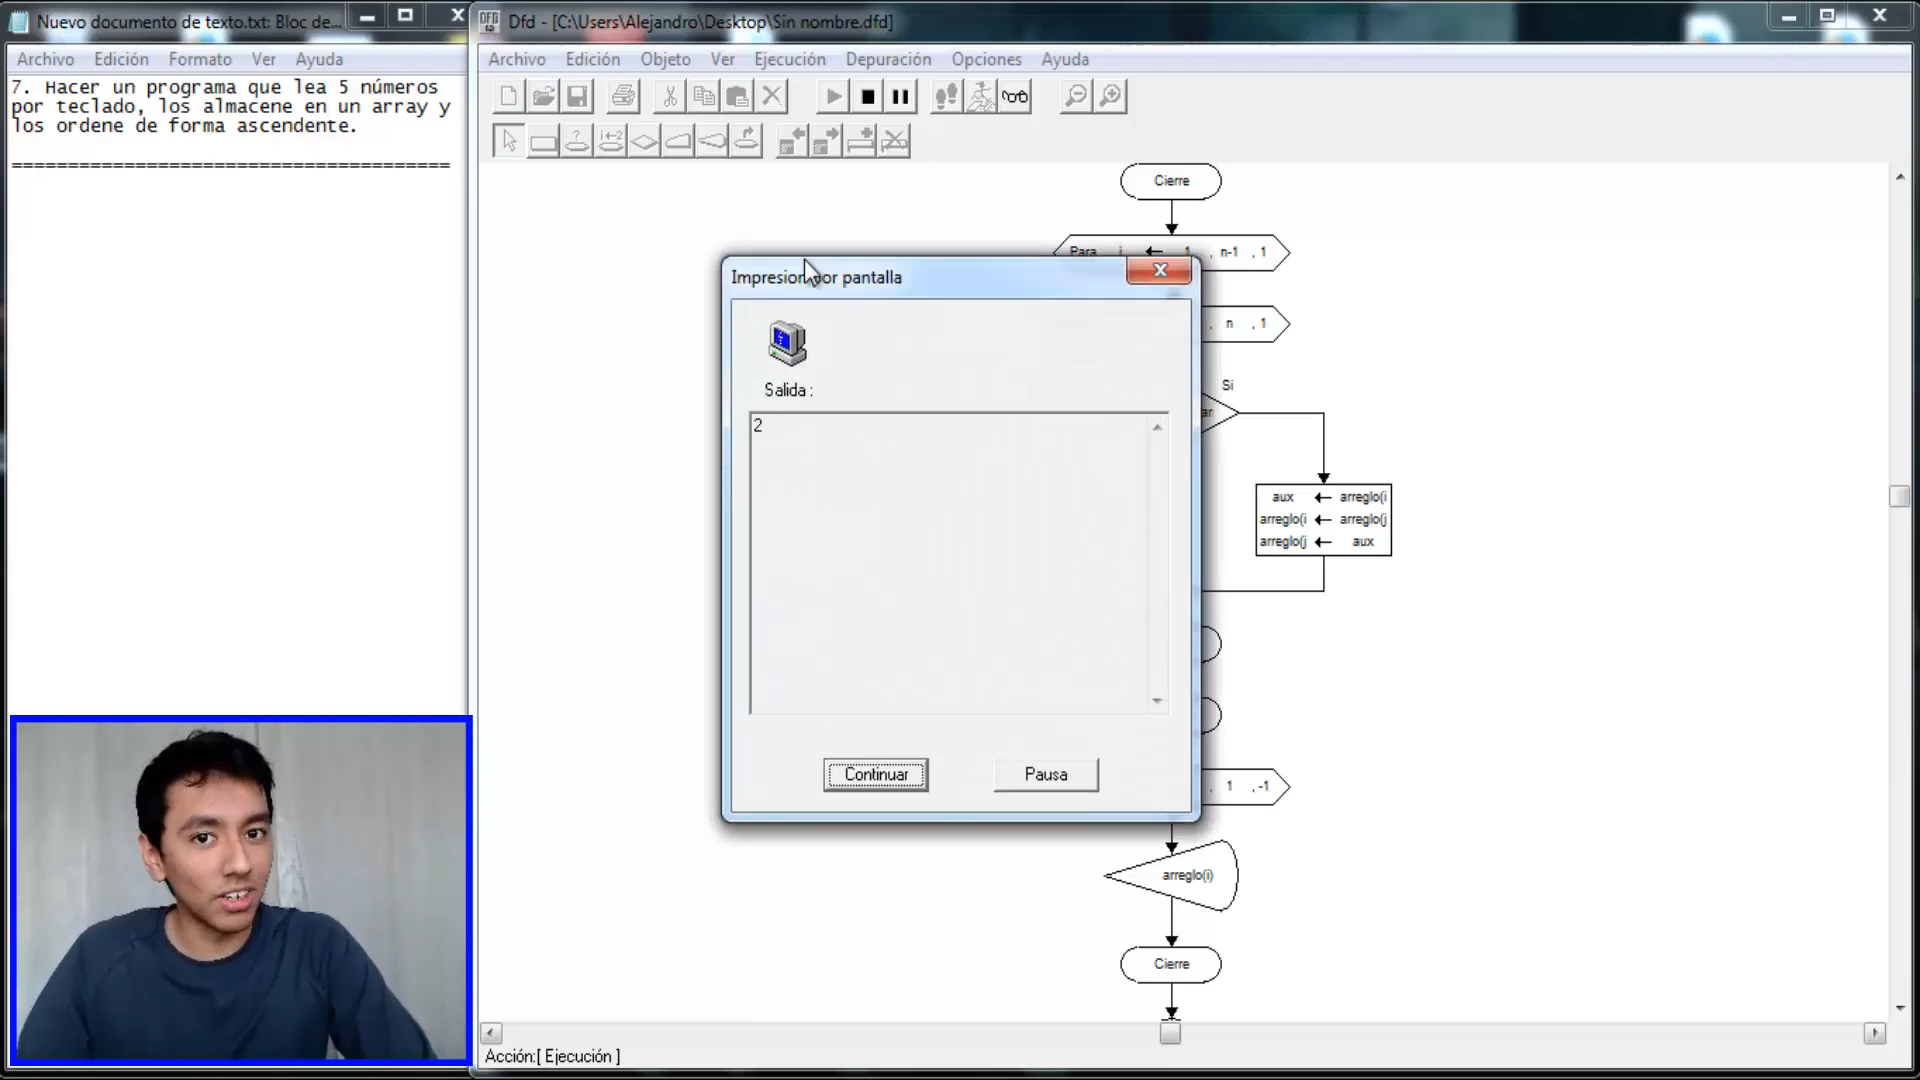 Nuevo documento de texto.txt: Bloc de...
Archivo Edición Formato Ver Ayuda
7. Hacer un programa que lea 5 números
por teclado, los almacene en un array y
los ordene de forma ascendente.
=======================================
Dfd - [C:\Users\Alejandro\Desktop\Sin nombre.dfd]
Archivo Edición Objeto Ver Ejecución Depuración Opciones Ayuda
Cierre
Para i ← 1 , n-1 , 1
, n , 1
Sí
aux ← arreglo(i
arreglo(i ← arreglo(j
arreglo(j ← aux
, 1 ,-1
arreglo(i)
Cierre
Impresion por pantalla
Salida :
2
Continuar Pausa
Acción:[ Ejecución ]